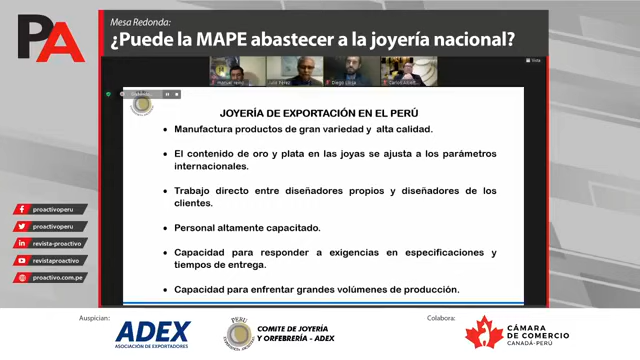 PA
Mesa Redonda:
¿Puede la MAPE abastecer a la joyería nacional?
Vista
JOYERÍA DE EXPORTACIÓN EN EL PERÚ
• Manufactura productos de gran variedad y alta calidad.
• El contenido de oro y plata en las joyas se ajusta a los parámetros
internacionales.
• Trabajo directo entre diseñadores propios y diseñadores de los
clientes.
• Personal altamente capacitado.
• Capacidad para responder a exigencias en especificaciones y
tiempos de entrega.
• Capacidad para enfrentar grandes volúmenes de producción.
proactivoperu
proactivoperu
revista-proactivo
revistaproactivo
proactivo.com.pe
Auspician:
ADEX
ASOCIACIÓN DE EXPORTADORES
PERU
COMITE DE JOYERÍA
Y ORFEBRERÍA - ADEX
Colabora:
CÁMARA
DE COMERCIO
CANADÁ-PERÚ